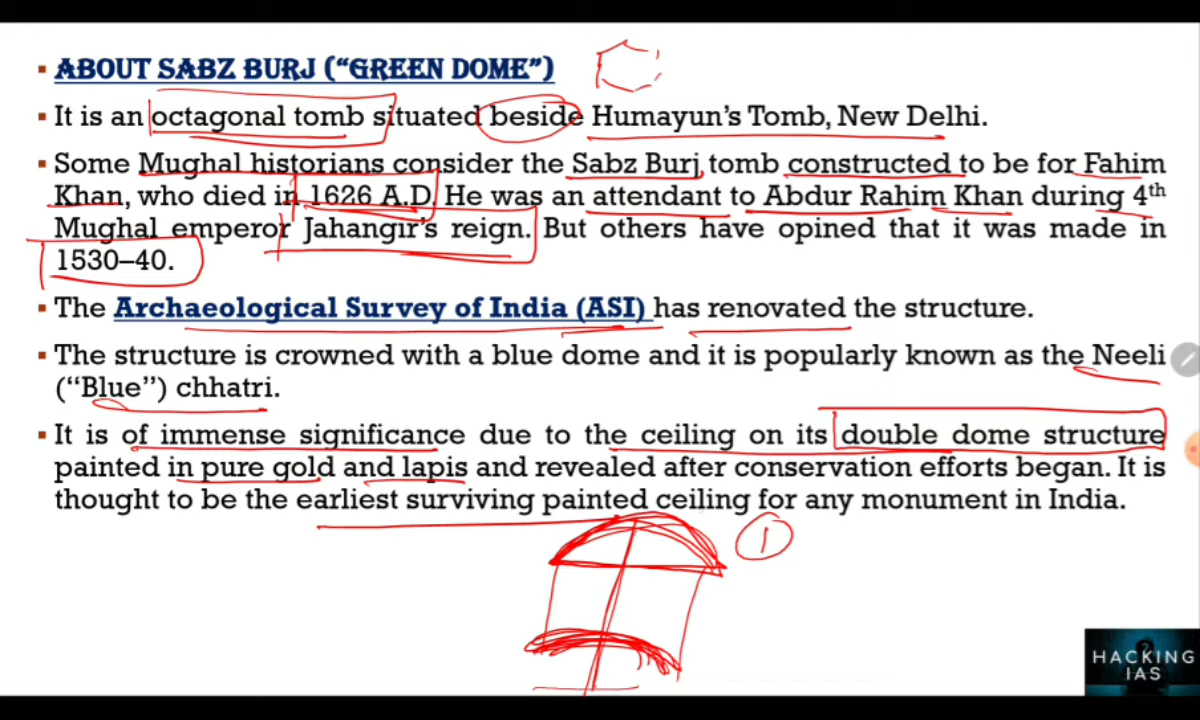 ▪ ABOUT SABZ BURJ (“GREEN DOME”)
▪ It is an octagonal tomb situated beside Humayun’s Tomb, New Delhi.
▪ Some Mughal historians consider the Sabz Burj tomb constructed to be for Fahim
Khan, who died in 1626 A.D. He was an attendant to Abdur Rahim Khan during 4th
Mughal emperor Jahangir’s reign. But others have opined that it was made in
1530–40.
▪ The Archaeological Survey of India (ASI) has renovated the structure.
▪ The structure is crowned with a blue dome and it is popularly known as the Neeli
(“Blue”) chhatri.
▪ It is of immense significance due to the ceiling on its double dome structure
painted in pure gold and lapis and revealed after conservation efforts began. It is
thought to be the earliest surviving painted ceiling for any monument in India.
1
HACKING
IAS